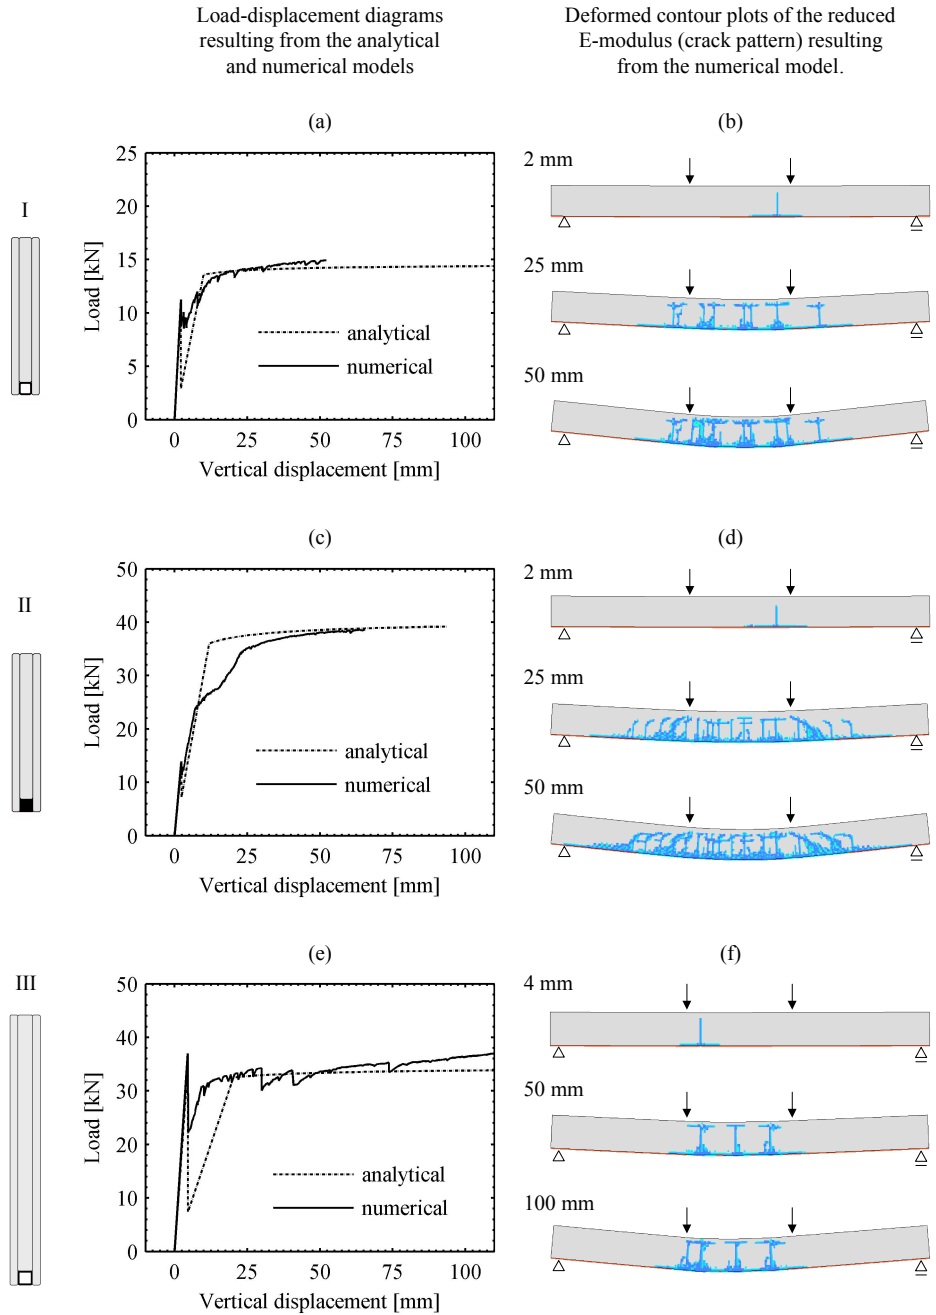 Load-displacement diagrams
resulting from the analytical
and numerical models
Deformed contour plots of the reduced
E-modulus (crack pattern) resulting
from the numerical model.
(a)
(b)
I
25
20
15
10
5
0
Load [kN]
analytical
numerical
0 25 50 75 100
Vertical displacement [mm]
2 mm
25 mm
50 mm
(c)
(d)
II
50
40
30
20
10
0
Load [kN]
analytical
numerical
0 25 50 75 100
Vertical displacement [mm]
2 mm
25 mm
50 mm
(e)
(f)
III
50
40
30
20
10
0
Load [kN]
analytical
numerical
0 25 50 75 100
Vertical displacement [mm]
4 mm
50 mm
100 mm